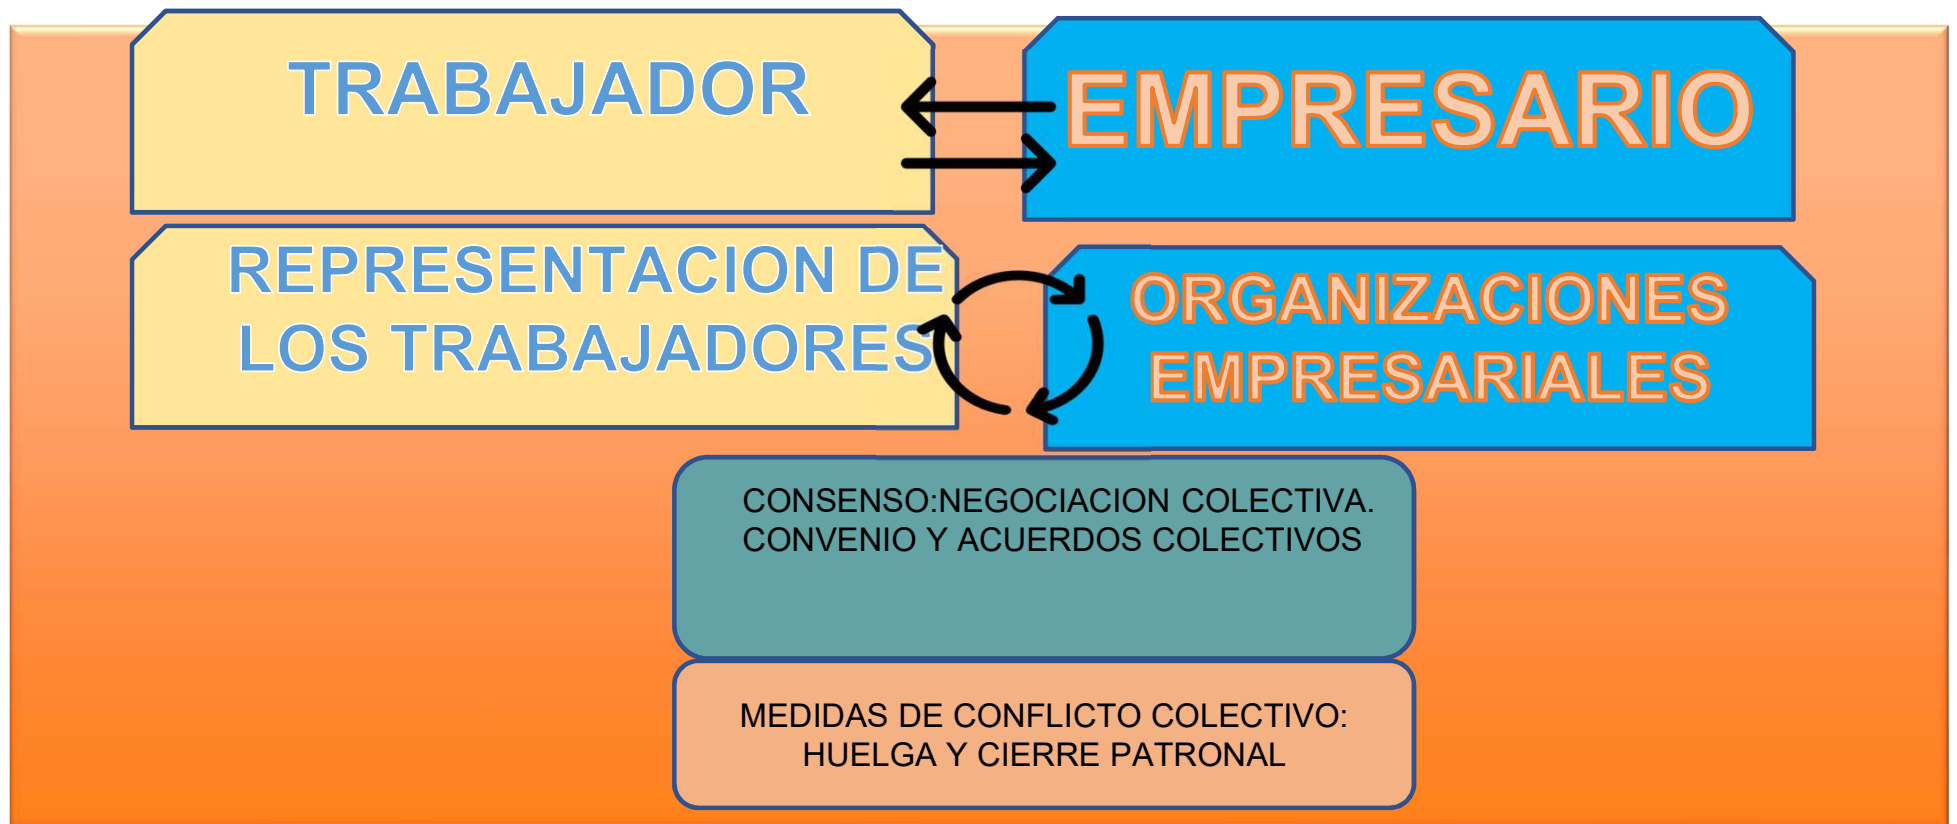 TRABAJADOR
EMPRESARIO
REPRESENTACION DE
LOS TRABAJADORES
ORGANIZACIONES
EMPRESARIALES
CONSENSO:NEGOCIACION COLECTIVA.
CONVENIO Y ACUERDOS COLECTIVOS
MEDIDAS DE CONFLICTO COLECTIVO:
HUELGA Y CIERRE PATRONAL